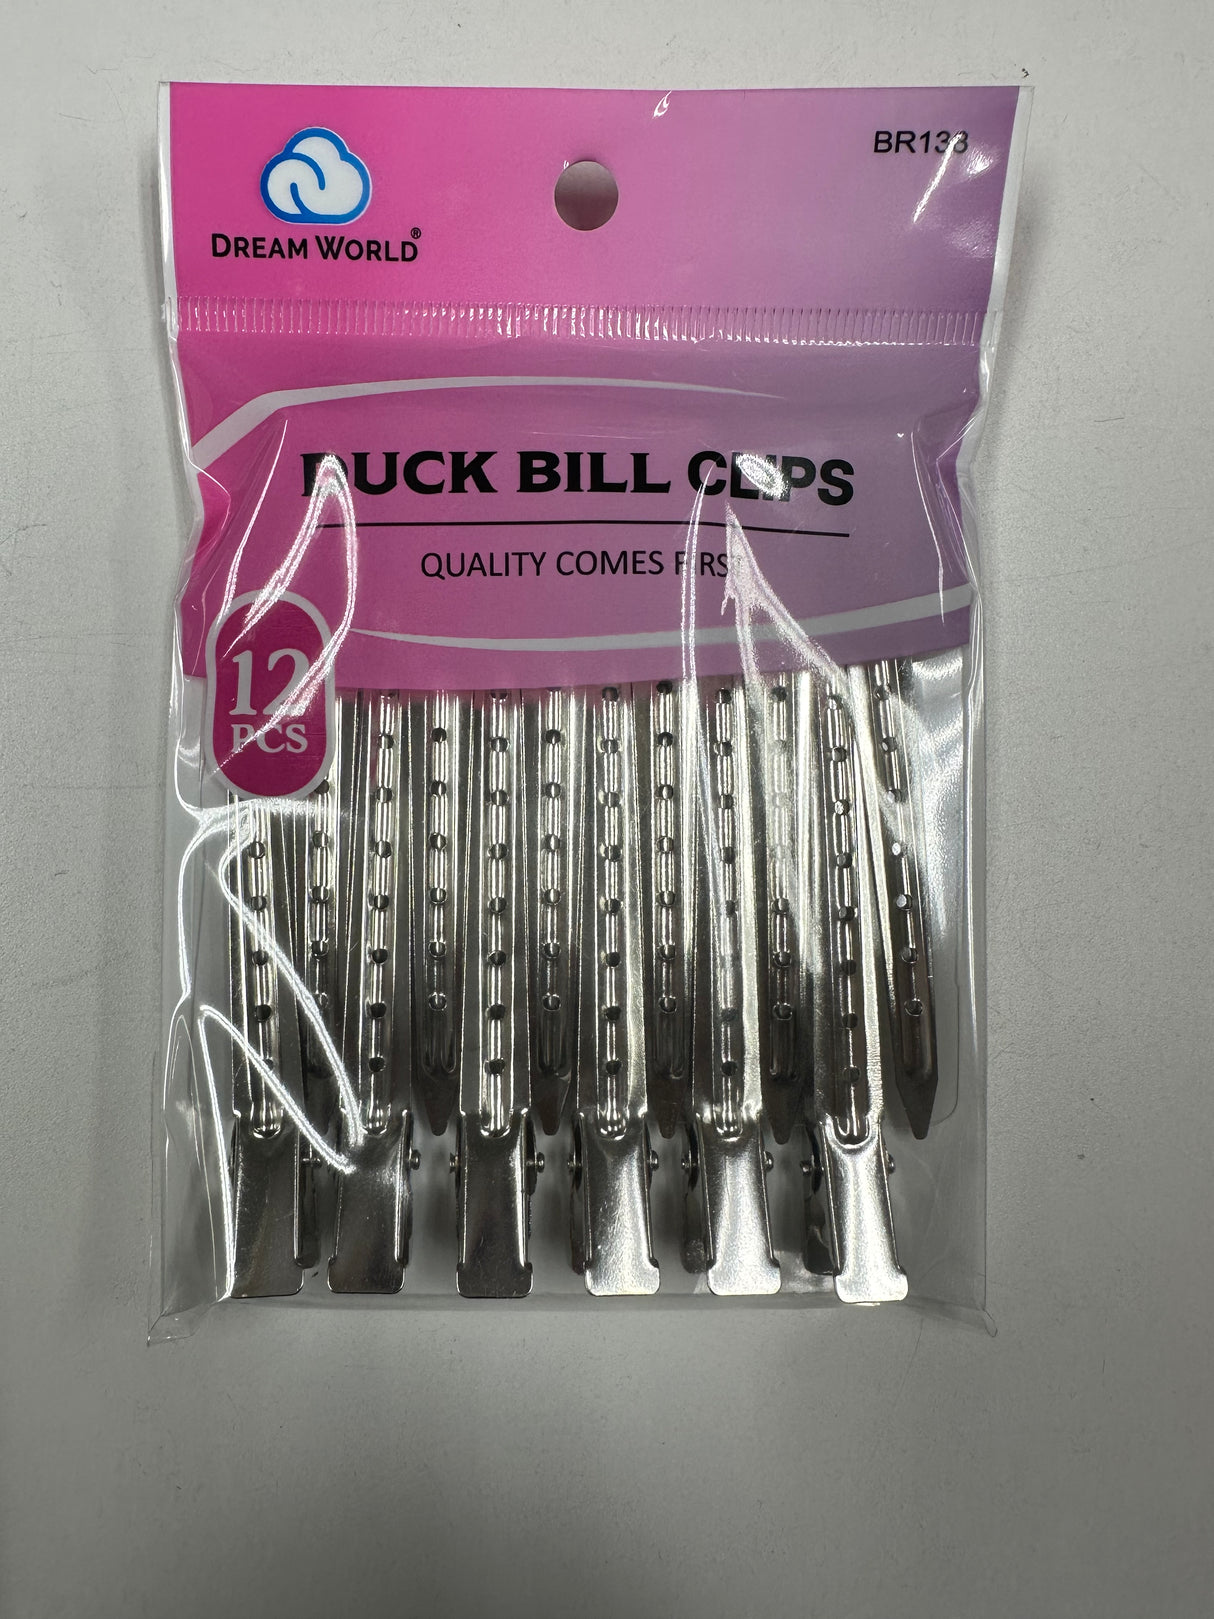 DREAM WORLD®
BR138
DUCK BILL CLIPS
QUALITY COMES FIRST
12
PCS